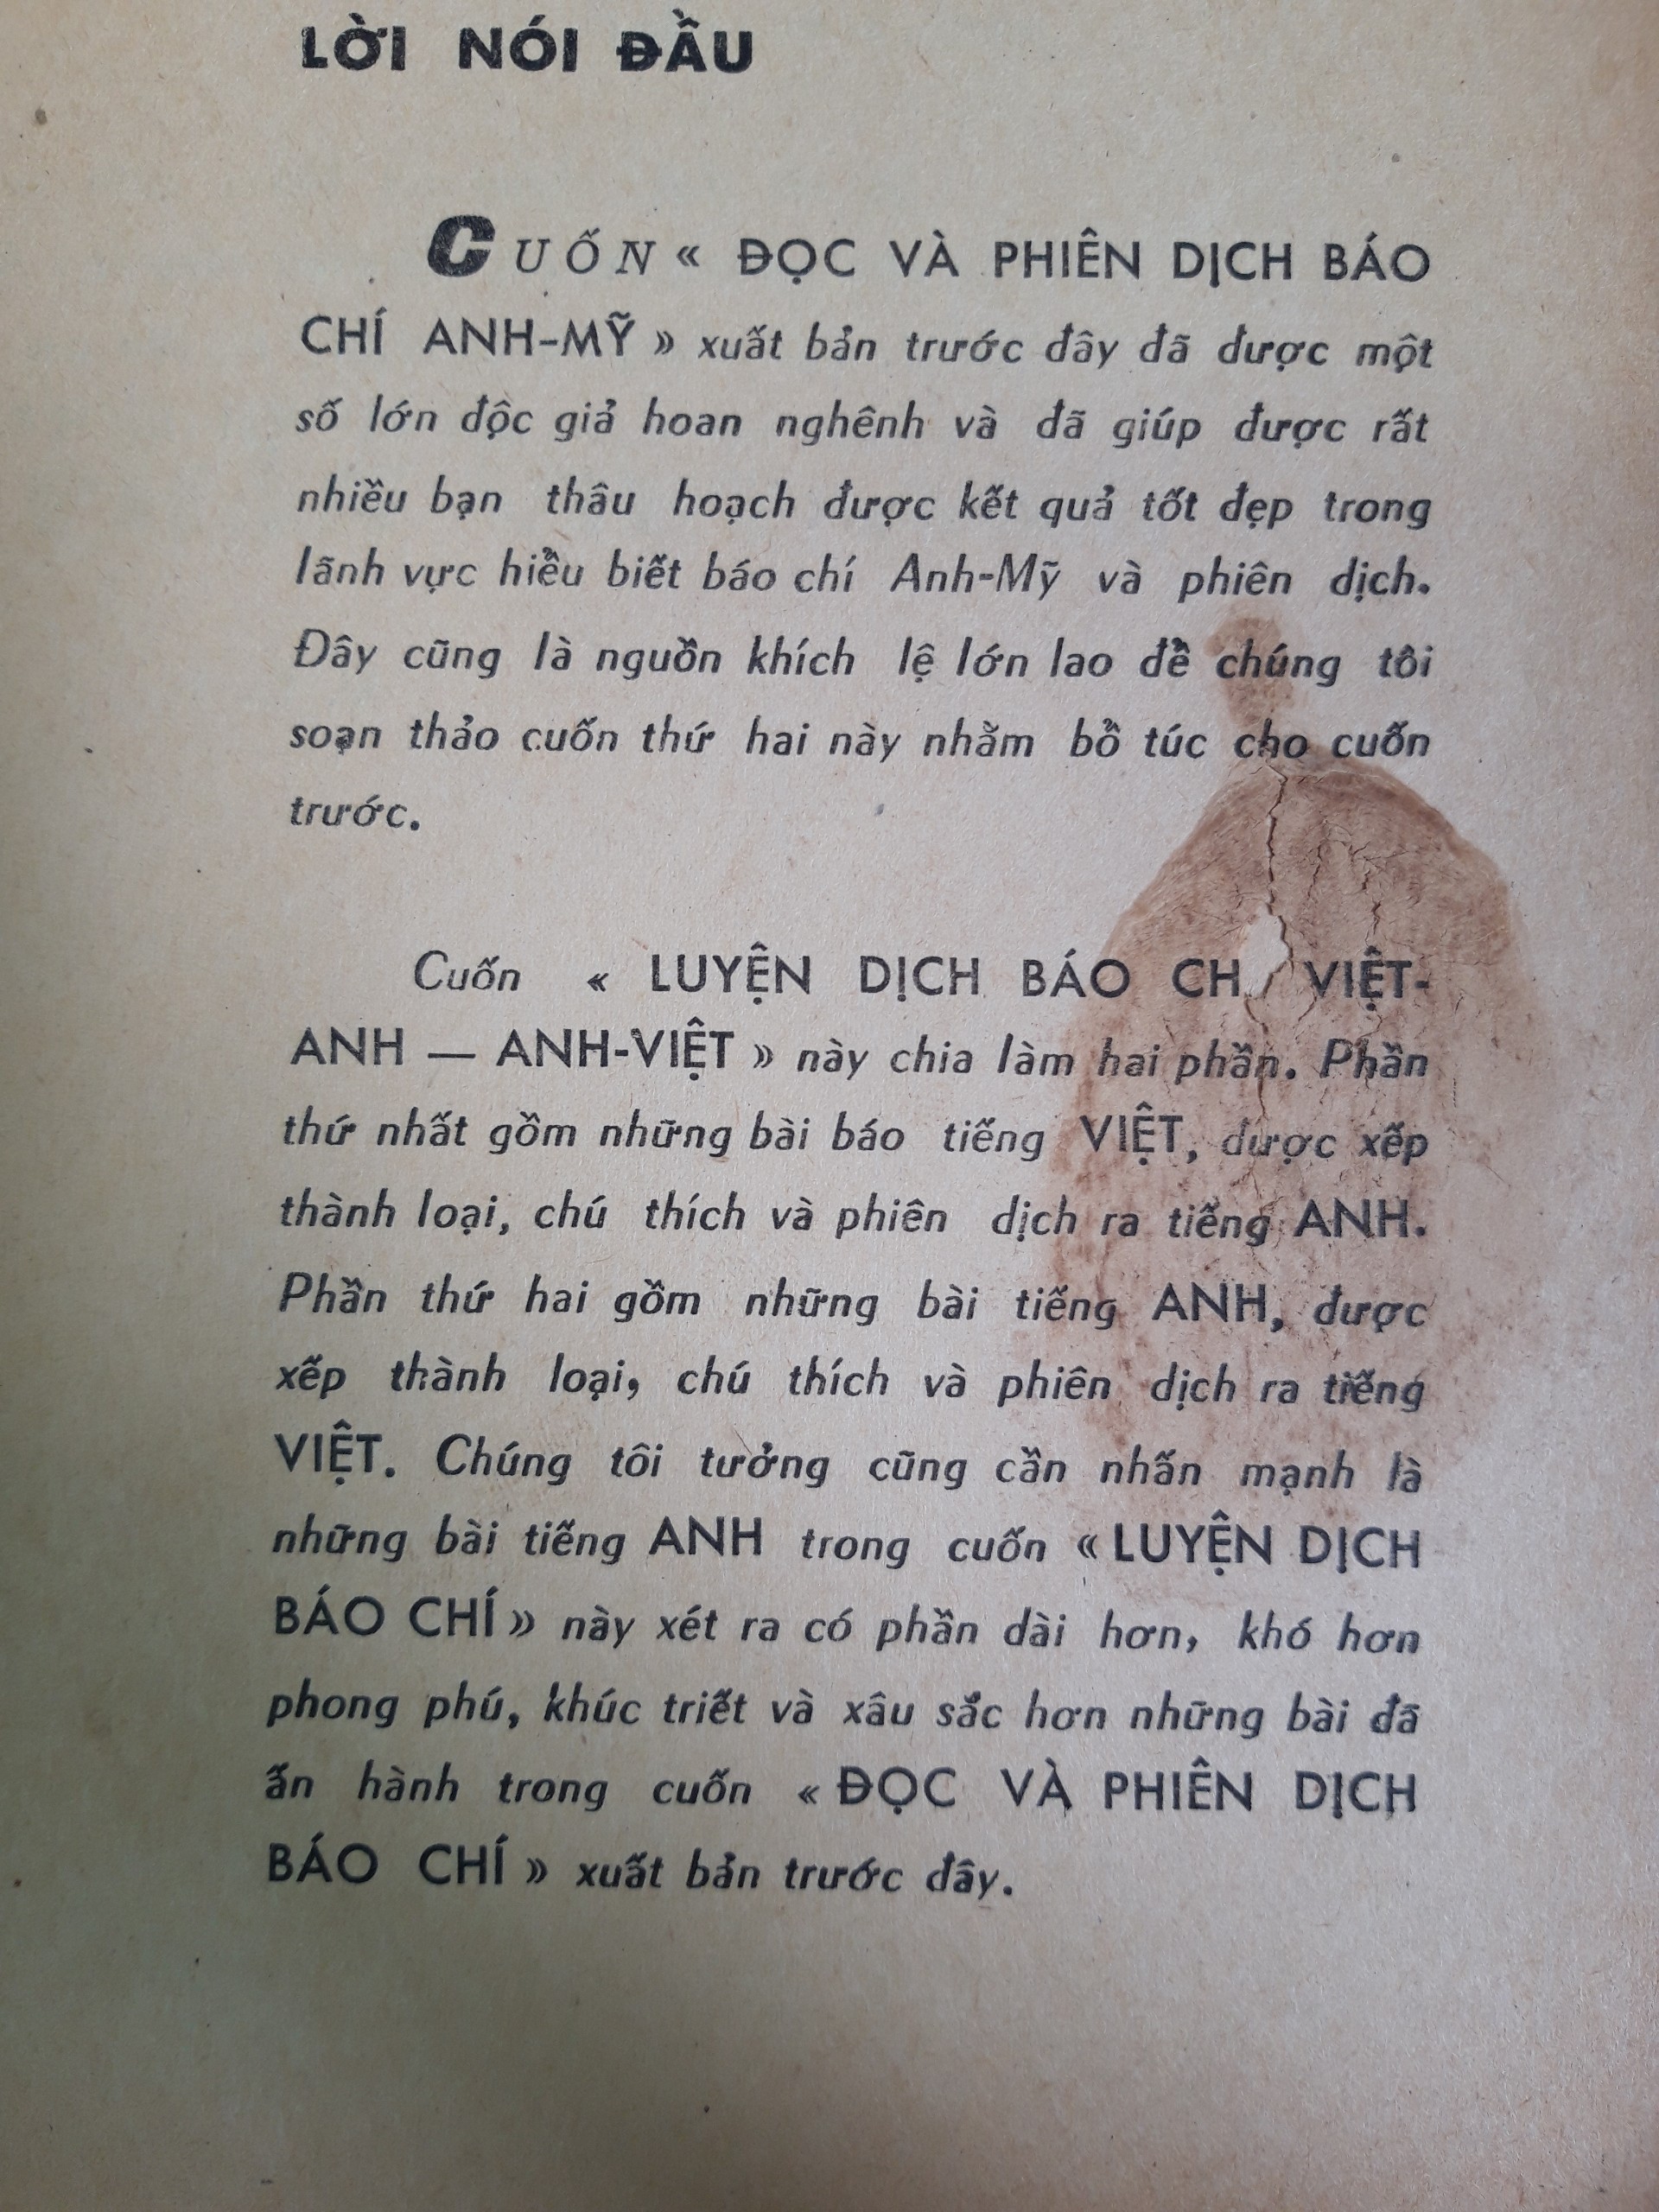 LỜI NÓI ĐẦU
CUỐN « ĐỌC VÀ PHIÊN DỊCH BÁO
CHÍ ANH-MỸ » xuất bản trước đây đã được một
số lớn độc giả hoan nghênh và đã giúp được rất
nhiều bạn thâu hoạch được kết quả tốt đẹp trong
lãnh vực hiểu biết báo chí Anh-Mỹ và phiên dịch.
Đây cũng là nguồn khích lệ lớn lao để chúng tôi
soạn thảo cuốn thứ hai này nhằm bổ túc cho cuốn
trước.
Cuốn « LUYỆN DỊCH BÁO CH VIỆT-
ANH — ANH-VIỆT » này chia làm hai phần. Phần
thứ nhất gồm những bài báo tiếng VIỆT, được xếp
thành loại, chú thích và phiên dịch ra tiếng ANH.
Phần thứ hai gồm những bài tiếng ANH, được
xếp thành loại, chú thích và phiên dịch ra tiếng
VIỆT. Chúng tôi tưởng cũng cần nhấn mạnh là
những bài tiếng ANH trong cuốn « LUYỆN DỊCH
BÁO CHÍ » này xét ra có phần dài hơn, khó hơn
phong phú, khúc triết và xâu sắc hơn những bài đã
ấn hành trong cuốn « ĐỌC VÀ PHIÊN DỊCH
BÁO CHÍ » xuất bản trước đây.